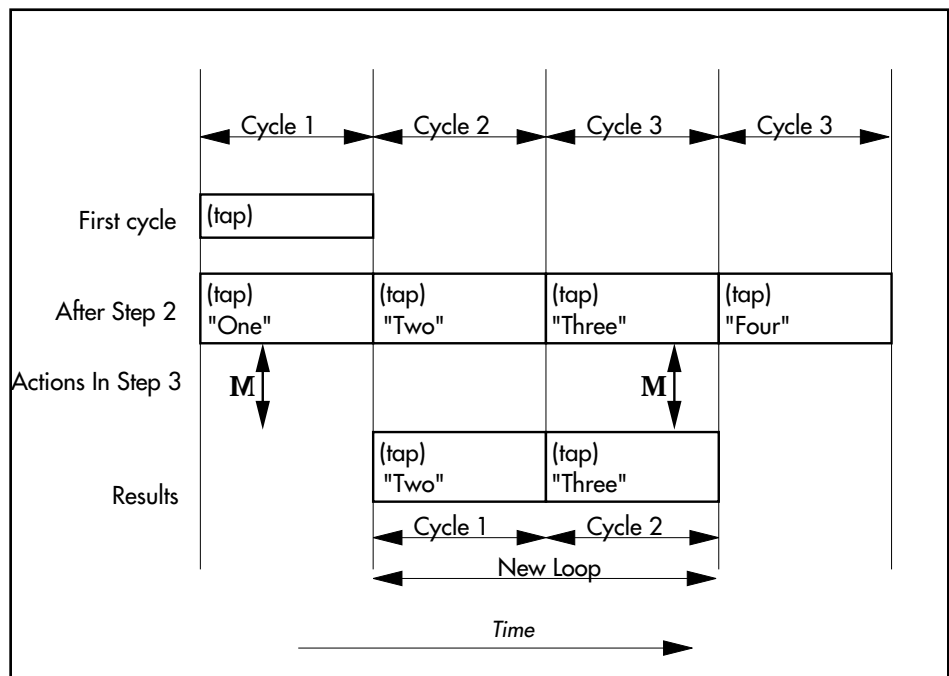 Cycle 1 Cycle 2 Cycle 3 Cycle 3
First cycle (tap)
(tap) (tap) (tap) (tap)
After Step 2
"One" "Two" "Three" "Four"
Actions In Step 3 M M
(tap) (tap)
"Two" "Three"
Results
Cycle 1 Cycle 2
New Loop
Time